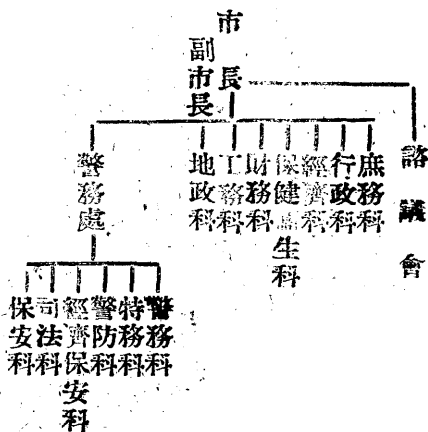 市長
副市長
諮議會
庶務科
行政科
經濟科
保健衛生科
財務科
工務科
地政科
警務處
警務科
特務科
警防科
經濟保安科
司法科
保安科